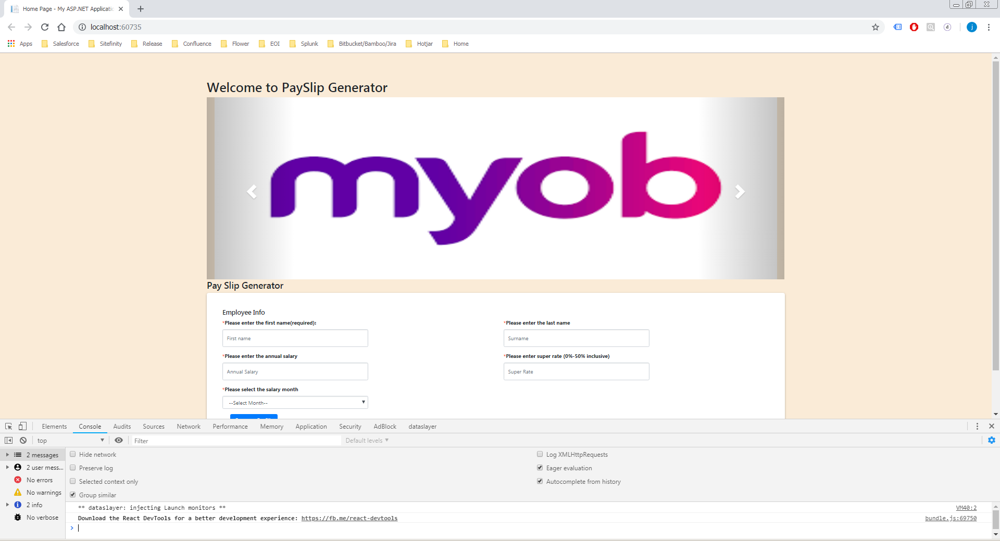 Home Page - My ASP.NET Applicatio
localhost:60735
Apps Salesforce Sitefinity Release Confluence Flower EOI Splunk Bitbucket/Bamboo/Jira Hotjar Home
Welcome to PaySlip Generator
myob
Pay Slip Generator
Employee Info
*Please enter the first name(required): *Please enter the last name
First name Surname
*Please enter the annual salary *Please enter super rate (0%-50% inclusive)
Annual Salary Super Rate
*Please select the salary month
--Select Month--
Elements Console Audits Sources Network Performance Memory Application Security AdBlock dataslayer
top Filter Default levels
2 messages Hide network Log XMLHttpRequests
2 user mess... Preserve log Eager evaluation
No errors Selected context only Autocomplete from history
No warnings Group similar
2 info ** dataslayer: injecting Launch monitors ** VM40:2
No verbose Download the React DevTools for a better development experience: https://fb.me/react-devtools bundle.js:69750